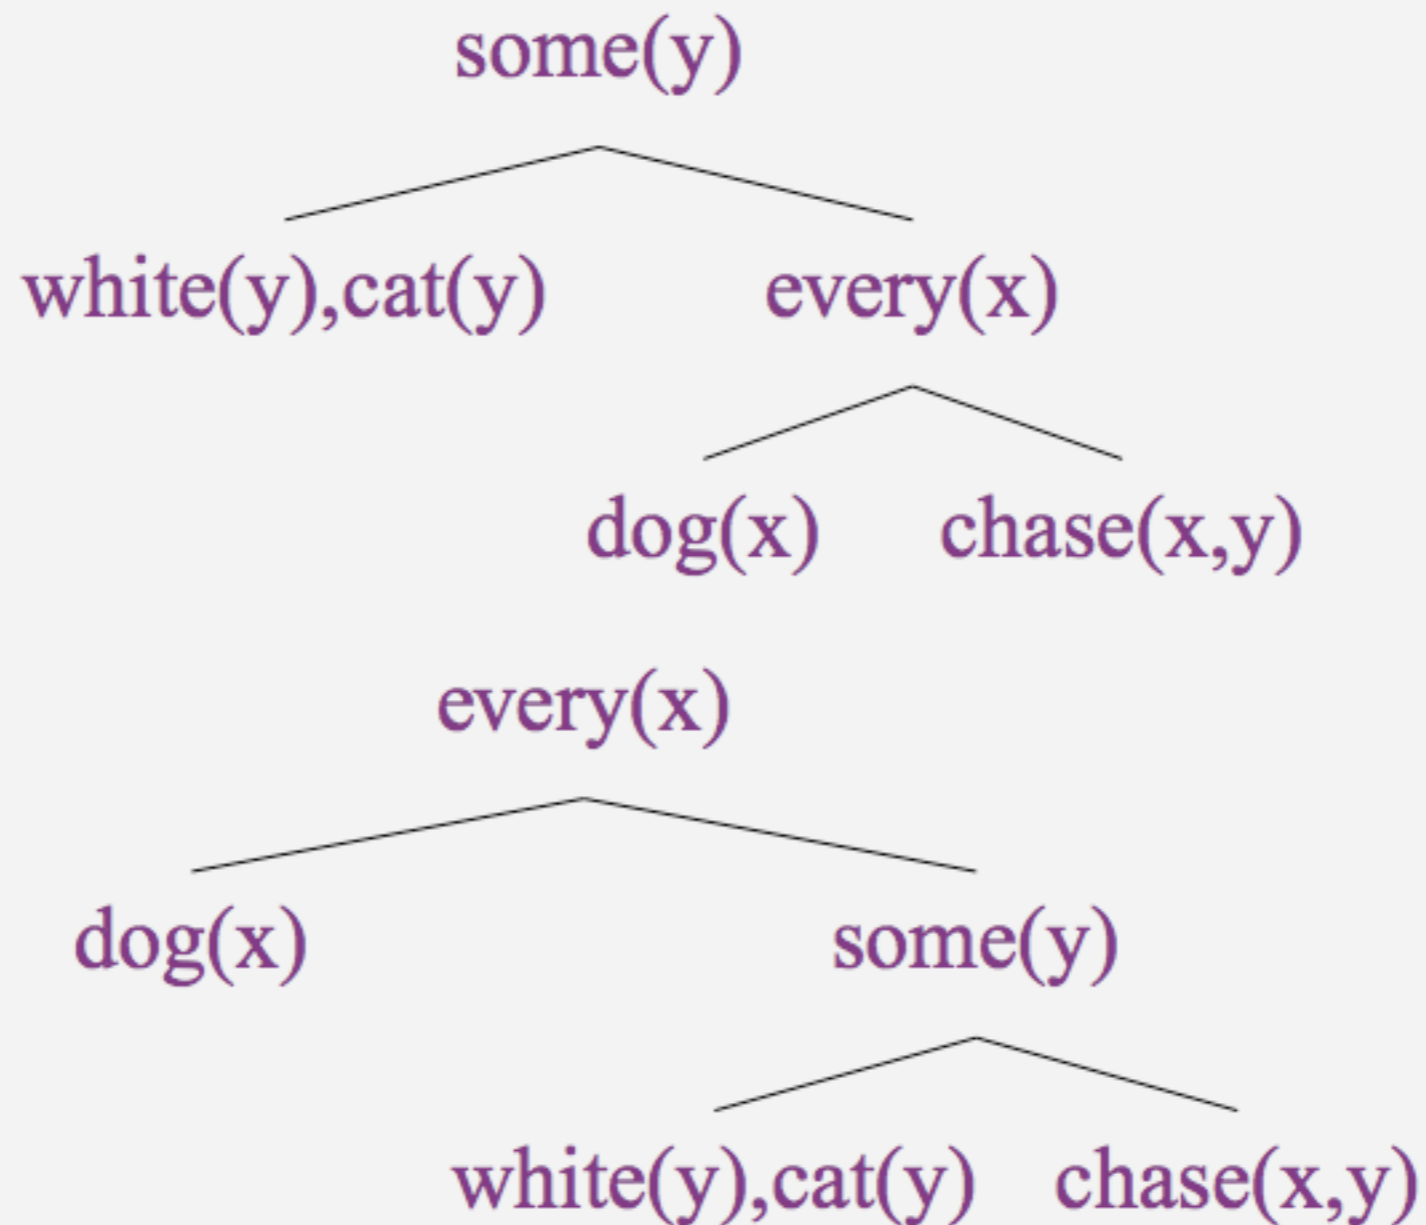 some(y)
white(y),cat(y) every(x)
dog(x) chase(x,y)
every(x)
dog(x) some(y)
white(y),cat(y) chase(x,y)